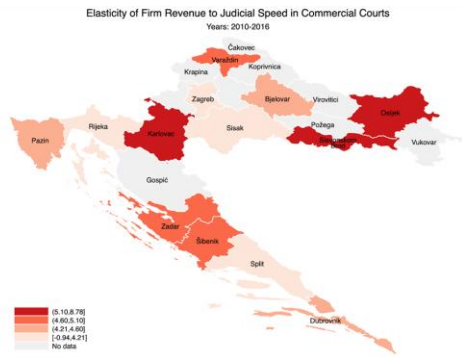 Elasticity of Firm Revenue to Judicial Speed in Commercial Courts
Years: 2010-2016
Čakovec
Varaždin
Krapina
Koprivnica
Zagreb
Bjelovar
Virovitici
Osijek
Rijeka
Karlovac
Sisak
Požega
Pazin
Brod
Vukovar
Gospić
Zadar
Šibenik
Split
Dubrovnik
(5.10,8.78]
(4.60,5.10]
(4.21,4.60]
[-0.94,4.21]
No data